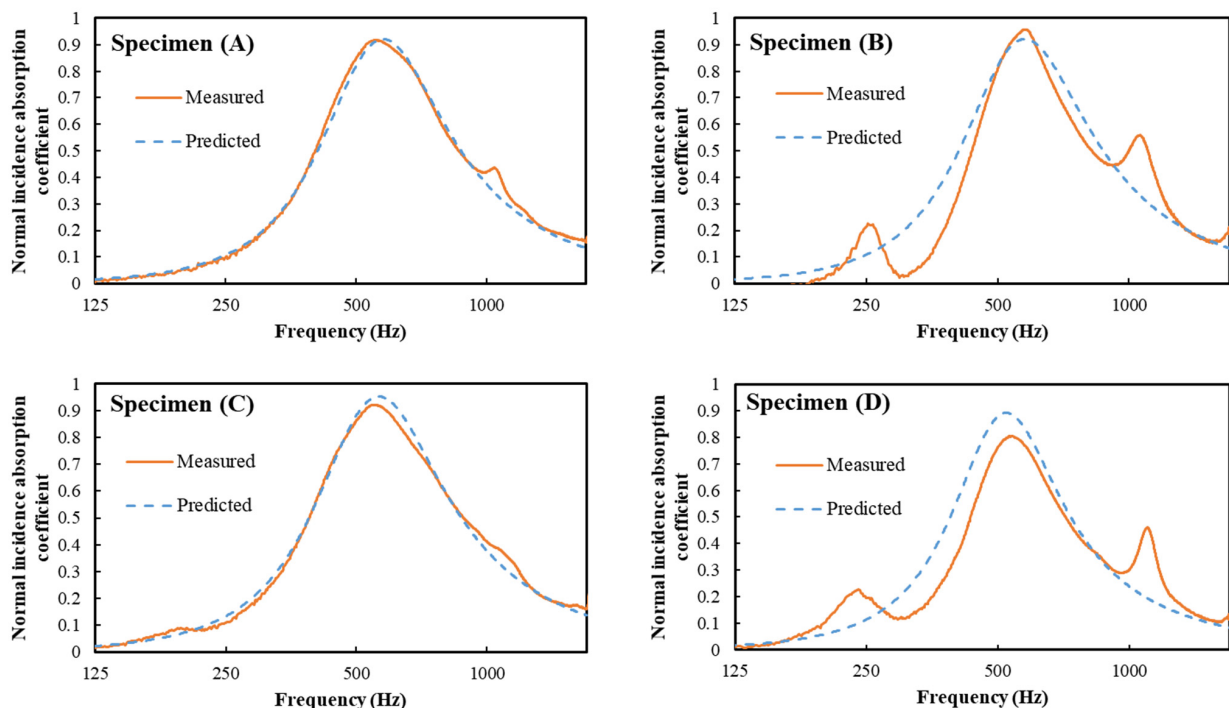 Specimen (A)
Measured
Predicted
Normal incidence absorption
coefficient
1
0.9
0.8
0.7
0.6
0.5
0.4
0.3
0.2
0.1
0
125
250
500
1000
Frequency (Hz)
Specimen (B)
Measured
Predicted
Normal incidence absorption
coefficient
1
0.9
0.8
0.7
0.6
0.5
0.4
0.3
0.2
0.1
0
125
250
500
1000
Frequency (Hz)
Specimen (C)
Measured
Predicted
Normal incidence absorption
coefficient
1
0.9
0.8
0.7
0.6
0.5
0.4
0.3
0.2
0.1
0
125
250
500
1000
Frequency (Hz)
Specimen (D)
Measured
Predicted
Normal incidence absorption
coefficient
1
0.9
0.8
0.7
0.6
0.5
0.4
0.3
0.2
0.1
0
125
250
500
1000
Frequency (Hz)